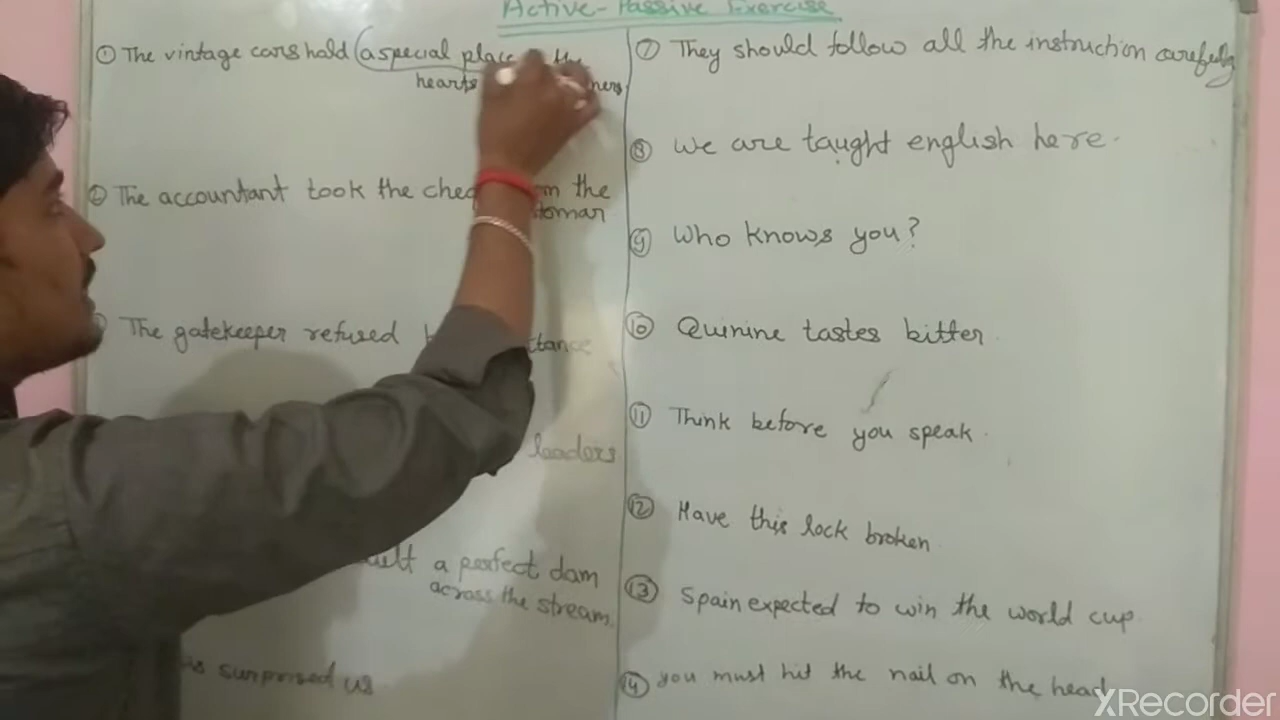 Active-Passive Exercise
① The vintage cars hold a special place the
hearts
② The accountant took the the
The gatekeeper refused
leaders
a perfect dam
across the stream.
surprised us
⑦ They should follow all the instruction carefully
⑧ We are taught english here.
⑨ Who knows you?
⑩ Quinine tastes bitter.
⑪ Think before you speak.
⑫ Have this lock broken
⑬ Spain expected to win the world cup
⑭ you must hit the nail on the head
XRecorder